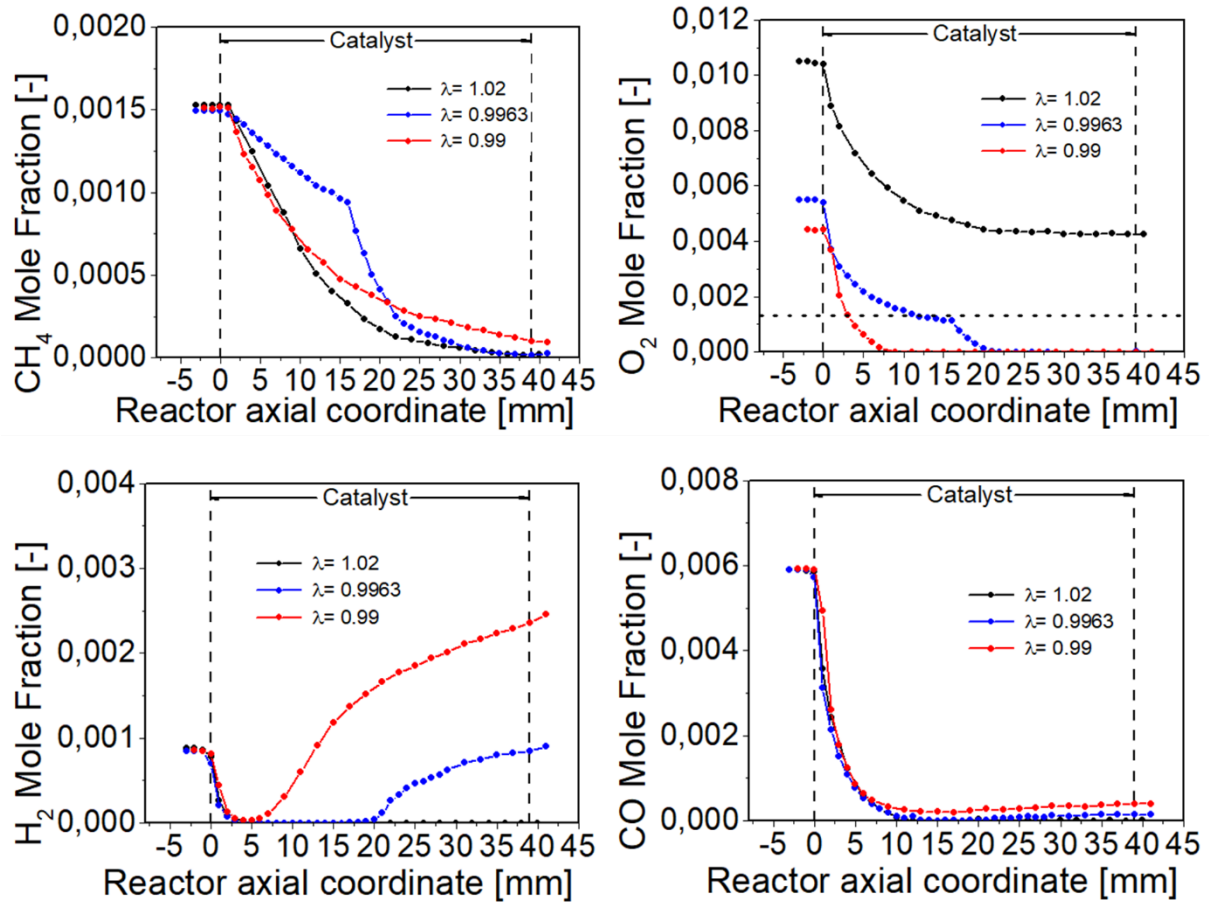 0,0020
Catalyst
0,0015
0,0010
0,0005
0,0000
CH4 Mole Fraction [-]
λ= 1.02
λ= 0.9963
λ= 0.99
-5 0 5 10 15 20 25 30 35 40 45
Reactor axial coordinate [mm]
0,012
Catalyst
0,010
0,008
0,006
0,004
0,002
0,000
O2 Mole Fraction [-]
λ= 1.02
λ= 0.9963
λ= 0.99
-5 0 5 10 15 20 25 30 35 40 45
Reactor axial coordinate [mm]
0,004
Catalyst
0,003
0,002
0,001
0,000
H2 Mole Fraction [-]
λ= 1.02
λ= 0.9963
λ= 0.99
-5 0 5 10 15 20 25 30 35 40 45
Reactor axial coordinate [mm]
0,008
Catalyst
0,006
0,004
0,002
0,000
CO Mole Fraction [-]
λ= 1.02
λ= 0.9963
λ= 0.99
-5 0 5 10 15 20 25 30 35 40 45
Reactor axial coordinate [mm]